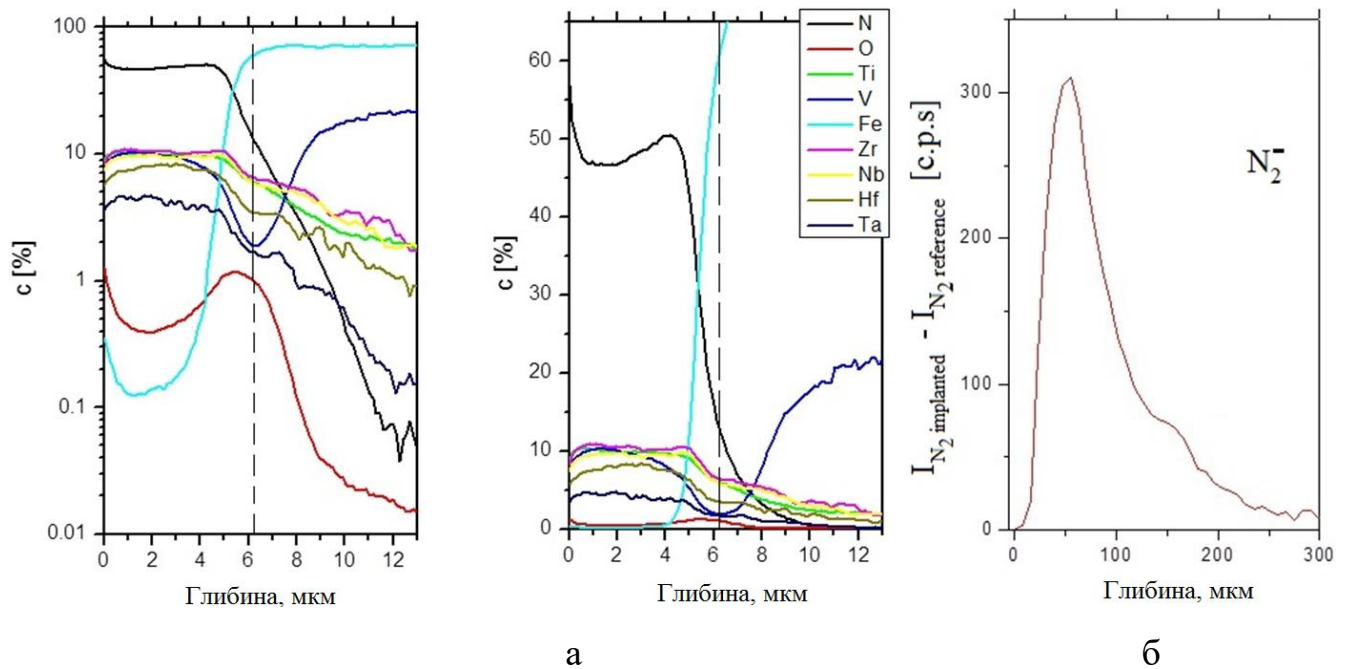 100
10
1
0.1
0.01
c [%]
0 2 4 6 8 10 12
Глибина, мкм
60
50
40
30
20
10
0
c [%]
0 2 4 6 8 10 12
Глибина, мкм
N
O
Ti
V
Fe
Zr
Nb
Hf
Ta
а
300
300
100
0
I N2 implanted - I N2 reference [c.p.s]
N2-
0 100 200 300
Глибина, мкм
б